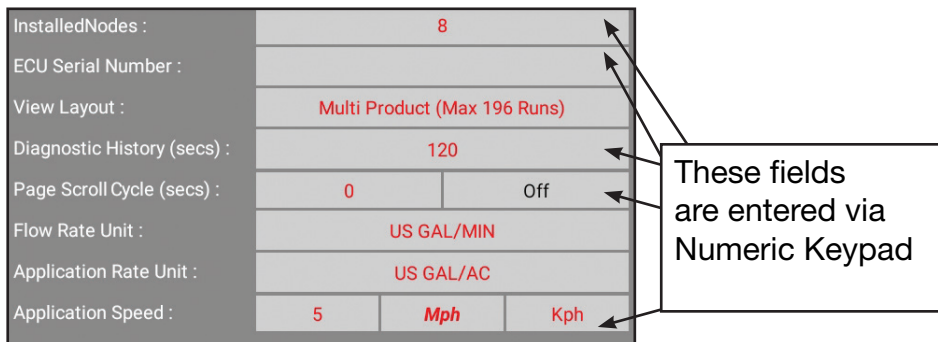 InstalledNodes : 8
ECU Serial Number :
View Layout : Multi Product (Max 196 Runs)
Diagnostic History (secs) : 120
Page Scroll Cycle (secs) : 0 Off
Flow Rate Unit : US GAL/MIN
Application Rate Unit : US GAL/AC
Application Speed : 5 Mph Kph
These fields
are entered via
Numeric Keypad